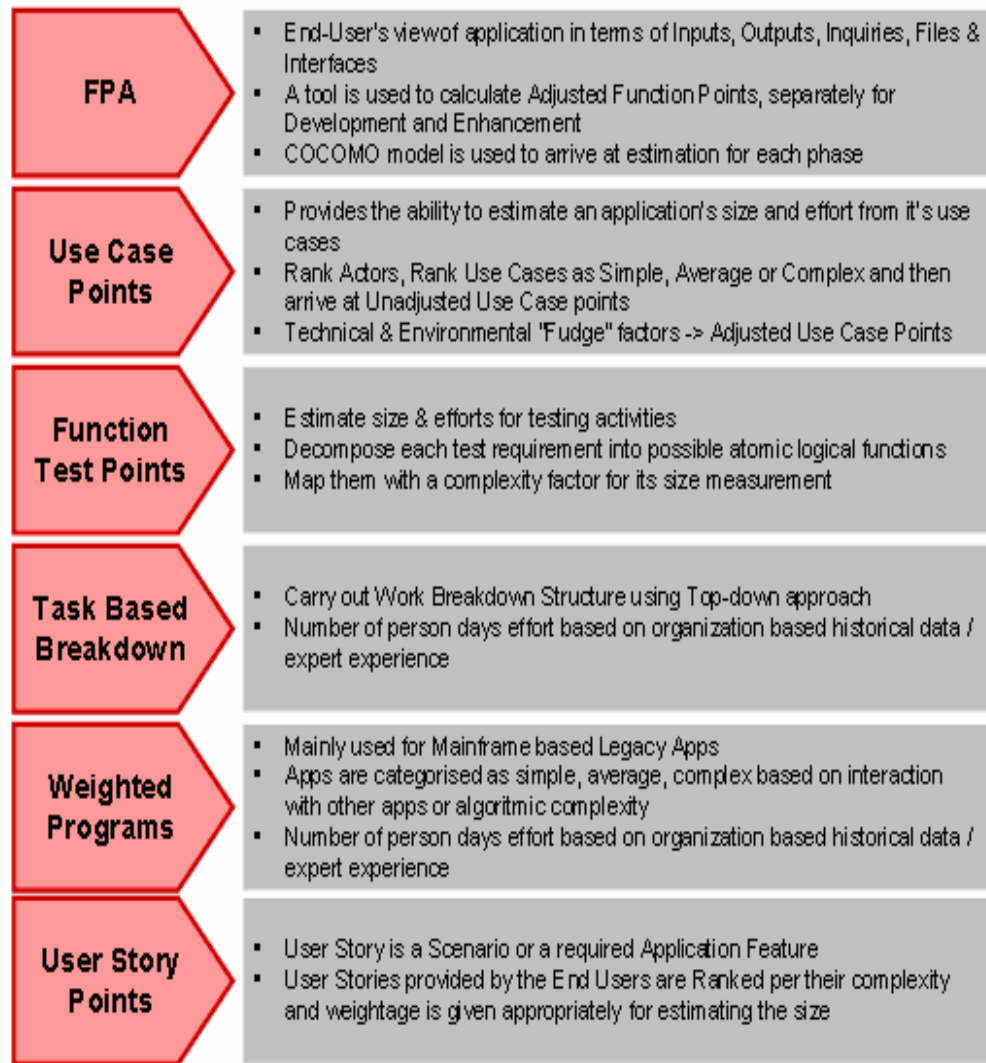 FPA
▪ End-User's viewof application in terms of Inputs, Outputs, Inquiries, Files &
Interfaces
▪ A tool is used to calculate Adjusted Function Points, separately for
Development and Enhancement
▪ COCOMO model is used to arrive at estimation for each phase
Use Case
Points
▪ Provides the ability to estimate an application's size and effort from it's use
cases
▪ Rank Actors, Rank Use Cases as Simple, Average or Complex and then
arrive at Unadjusted Use Case points
▪ Technical & Environmental "Fudge" factors -> Adjusted Use Case Points
Function
Test Points
▪ Estimate size & efforts for testing activities
▪ Decompose each test requirement into possible atomic logical functions
▪ Map them with a complexity factor for its size measurement
Task Based
Breakdown
▪ Carry out Work Breakdown Structure using Top-down approach
▪ Number of person days effort based on organization based historical data /
expert experience
Weighted
Programs
▪ Mainly used for Mainframe based Legacy Apps
▪ Apps are categorised as simple, average, complex based on interaction
with other apps or algoritmic complexity
▪ Number of person days effort based on organization based historical data /
expert experience
User Story
Points
▪ User Story is a Scenario or a required Application Feature
▪ User Stories provided by the End Users are Ranked per their complexity
and weightage is given appropriately for estimating the size